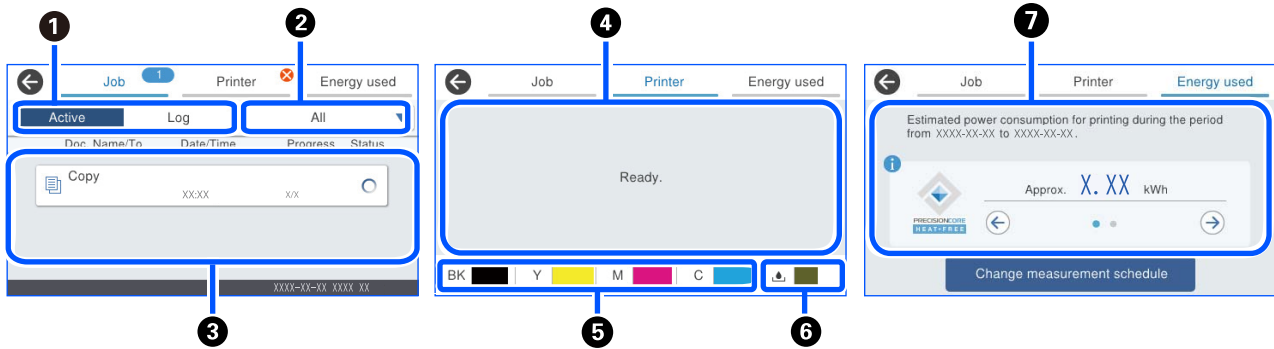 1
2
4
7
Job 1 Printer Energy used
Active Log All
Doc. Name/To Date/Time Progress Status
Copy
XX:XX X/X
XXXX-XX-XX XXXX XX
3
Job Printer Energy used
Ready.
BK Y M C
5
6
Job Printer Energy used
Estimated power consumption for printing during the period
from XXXX-XX-XX to XXXX-XX-XX.
i
Approx. X.XX kWh
PRECISIONCORE
HEAT-FREE
Change measurement schedule